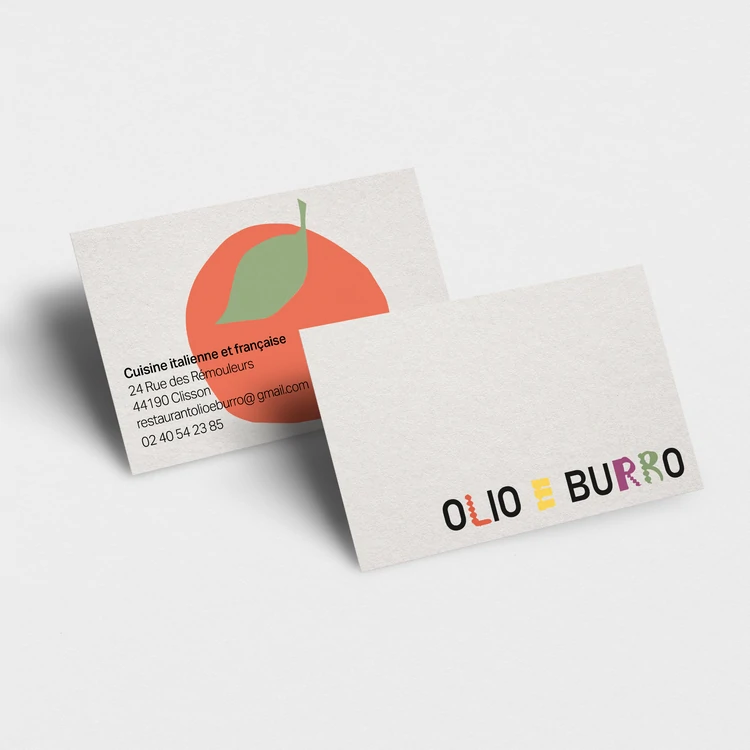 Cuisine italienne et française
24 Rue des Rémouleurs
44190 Clisson
restaurantolioeburro@ gmail.com
02 40 54 23 85
OLIO E BURRO